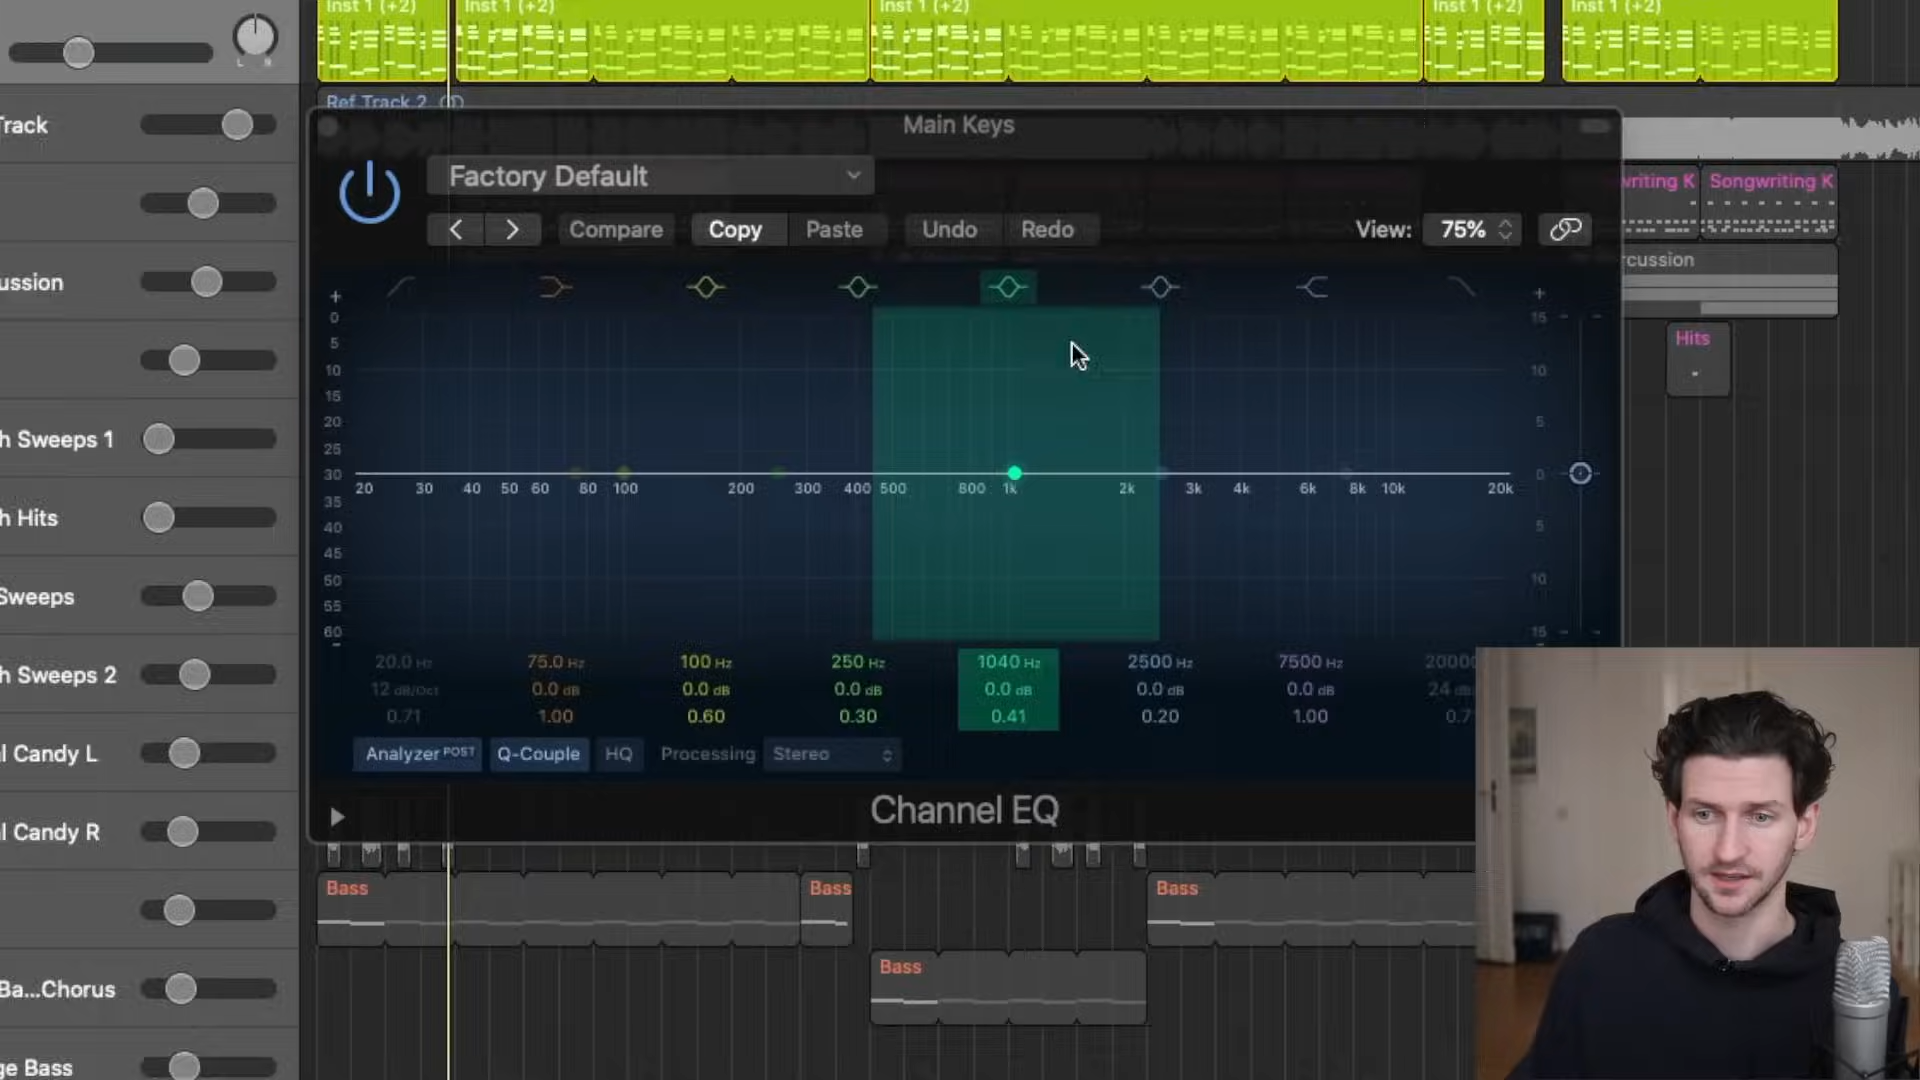 Inst 1 (+2) Inst 1 (+2) Inst 1 (+2) Inst 1 (+2) Inst 1 (+2)
L R
Ref Track 2
Track
Main Keys
Factory Default
Compare Copy Paste Undo Redo View: 75%
writing K Songwriting K
rcussion
Hits
ussion
h Sweeps 1
h Hits
Sweeps
h Sweeps 2
l Candy L
l Candy R
Ba...Chorus
ge Bass
+ +
0 15
5
10 10
15
20 5
25
30 0
20 30 40 50 60 80 100 200 300 400 500 800 1k 2k 3k 4k 6k 8k 10k 20k
35
40 5
45
50 10
55
60 15
- -
20.0 Hz 75.0 Hz 100 Hz 250 Hz 1040 Hz 2500 Hz 7500 Hz 20000
12 dB/Oct 0.0 dB 0.0 dB 0.0 dB 0.0 dB 0.0 dB 0.0 dB 24 dB
0.71 1.00 0.60 0.30 0.41 0.20 1.00 0.7
Analyzer POST Q-Couple HQ Processing Stereo
Channel EQ
Bass Bass Bass
Bass